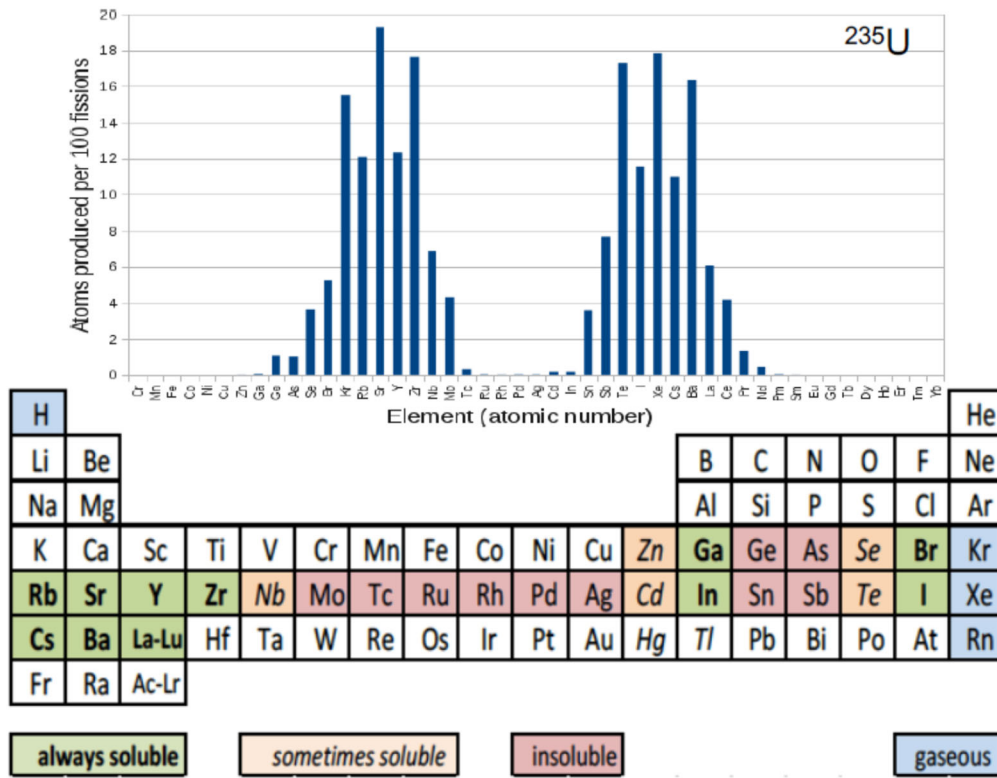 20
235U
18
16
14
12
10
8
6
4
2
0
Atoms produced per 100 fissions
Cr Mn Fe Co Ni Cu Zn Ga Ge As Se Br Kr Rb Sr Y Zr Nb Mo Tc Ru Rh Pd Ag Cd In Sn Sb Te I Xe Cs Ba La Ce Pr Nd Pm Sm Eu Gd Tb Dy Ho Er Tm Yb
Element (atomic number)
H He
Li Be B C N O F Ne
Na Mg Al Si P S Cl Ar
K Ca Sc Ti V Cr Mn Fe Co Ni Cu Zn Ga Ge As Se Br Kr
Rb Sr Y Zr Nb Mo Tc Ru Rh Pd Ag Cd In Sn Sb Te I Xe
Cs Ba La-Lu Hf Ta W Re Os Ir Pt Au Hg Tl Pb Bi Po At Rn
Fr Ra Ac-Lr
always soluble sometimes soluble insoluble gaseous